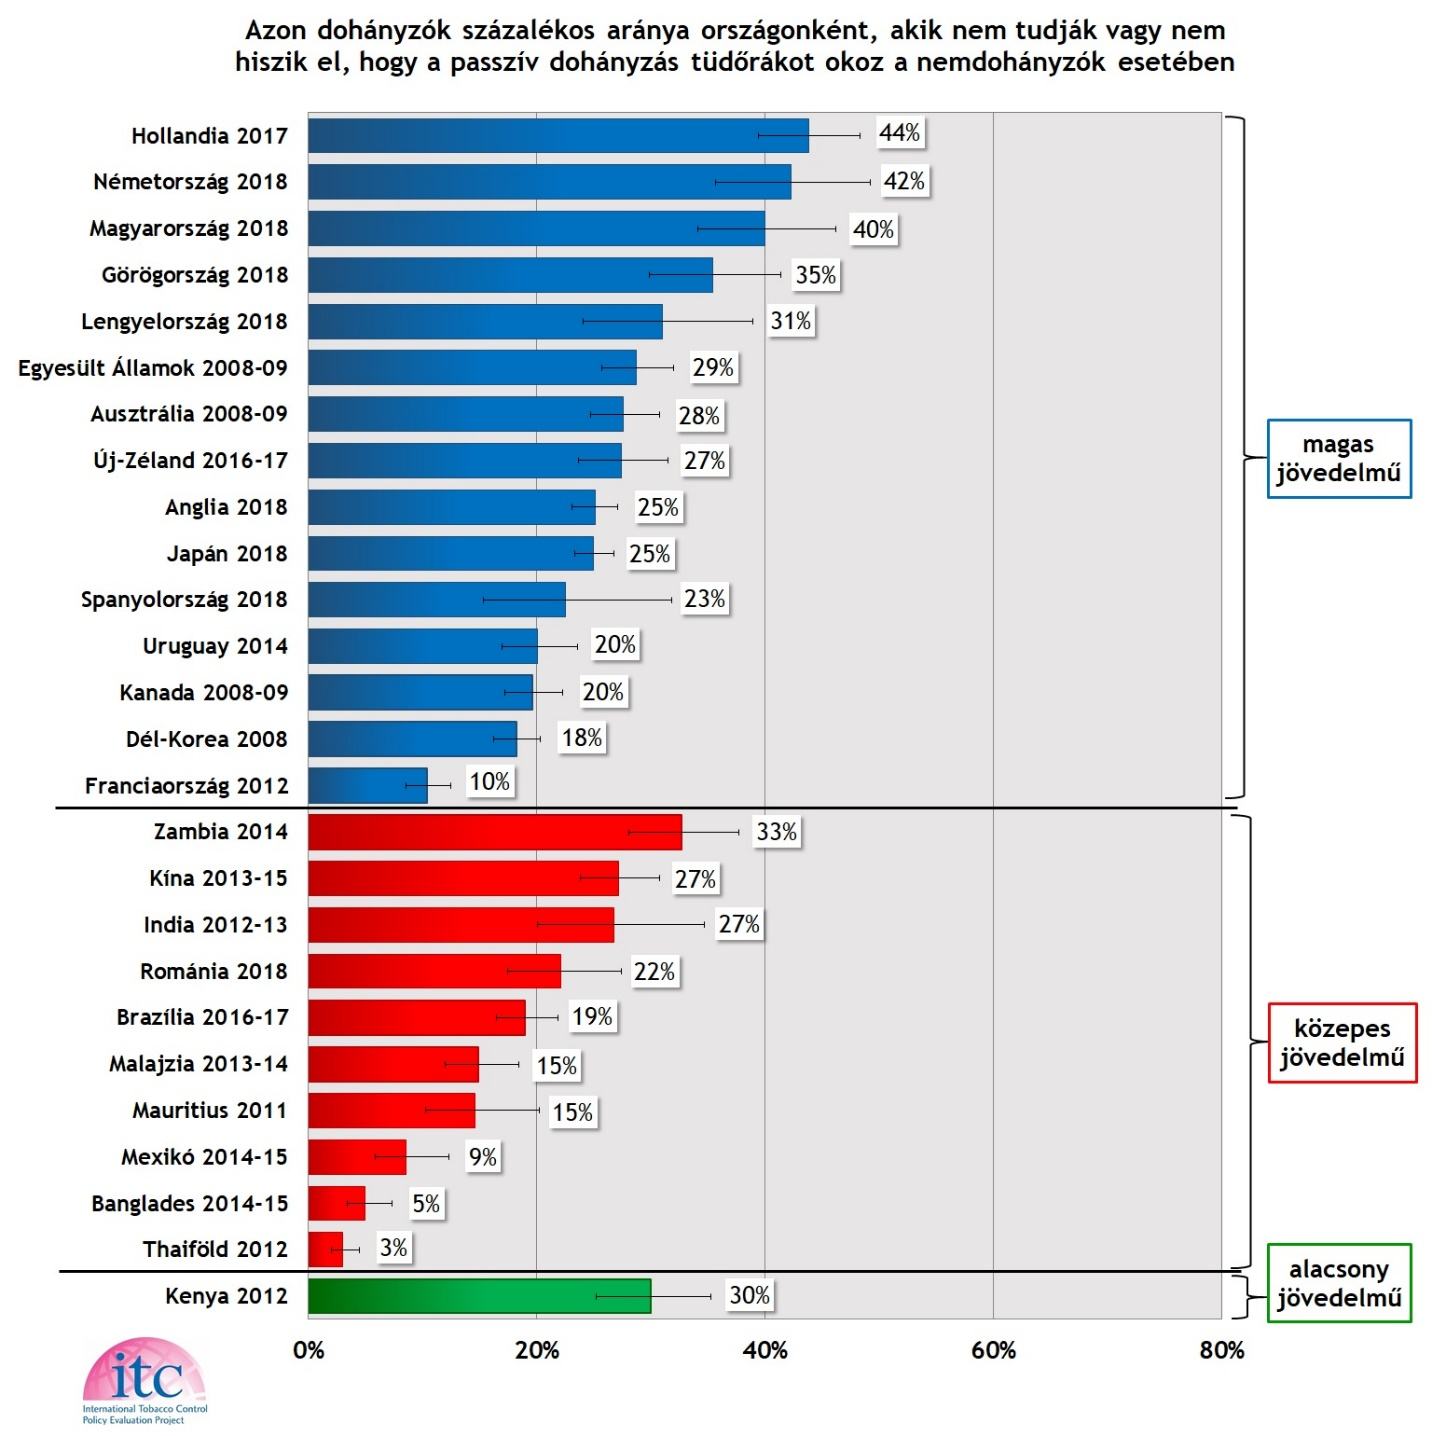 Azon dohányzók százalékos aránya országonként, akik nem tudják vagy nem
hiszik el, hogy a passzív dohányzás tüdőrákot okoz a nemdohányzók esetében
Hollandia 2017 44%
Németország 2018 42%
Magyarország 2018 40%
Görögország 2018 35%
Lengyelország 2018 31%
Egyesült Államok 2008-09 29%
Ausztrália 2008-09 28%
Új-Zéland 2016-17 27%
Anglia 2018 25%
Japán 2018 25%
Spanyolország 2018 23%
Uruguay 2014 20%
Kanada 2008-09 20%
Dél-Korea 2008 18%
Franciaország 2012 10%
magas
jövedelmű
Zambia 2014 33%
Kína 2013-15 27%
India 2012-13 27%
Románia 2018 22%
Brazília 2016-17 19%
Malajzia 2013-14 15%
Mauritius 2011 15%
Mexikó 2014-15 9%
Banglades 2014-15 5%
Thaiföld 2012 3%
közepes
jövedelmű
Kenya 2012 30%
alacsony
jövedelmű
0% 20% 40% 60% 80%
itc
International Tobacco Control
Policy Evaluation Project